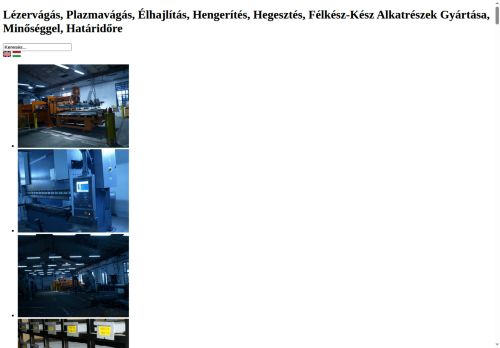 Lézervágás, Plazmavágás, Élhajlítás, Hengerítés, Hegesztés, Félkész-Kész Alkatrészek Gyártása,
Minőséggel, Határidőre
Keresés...